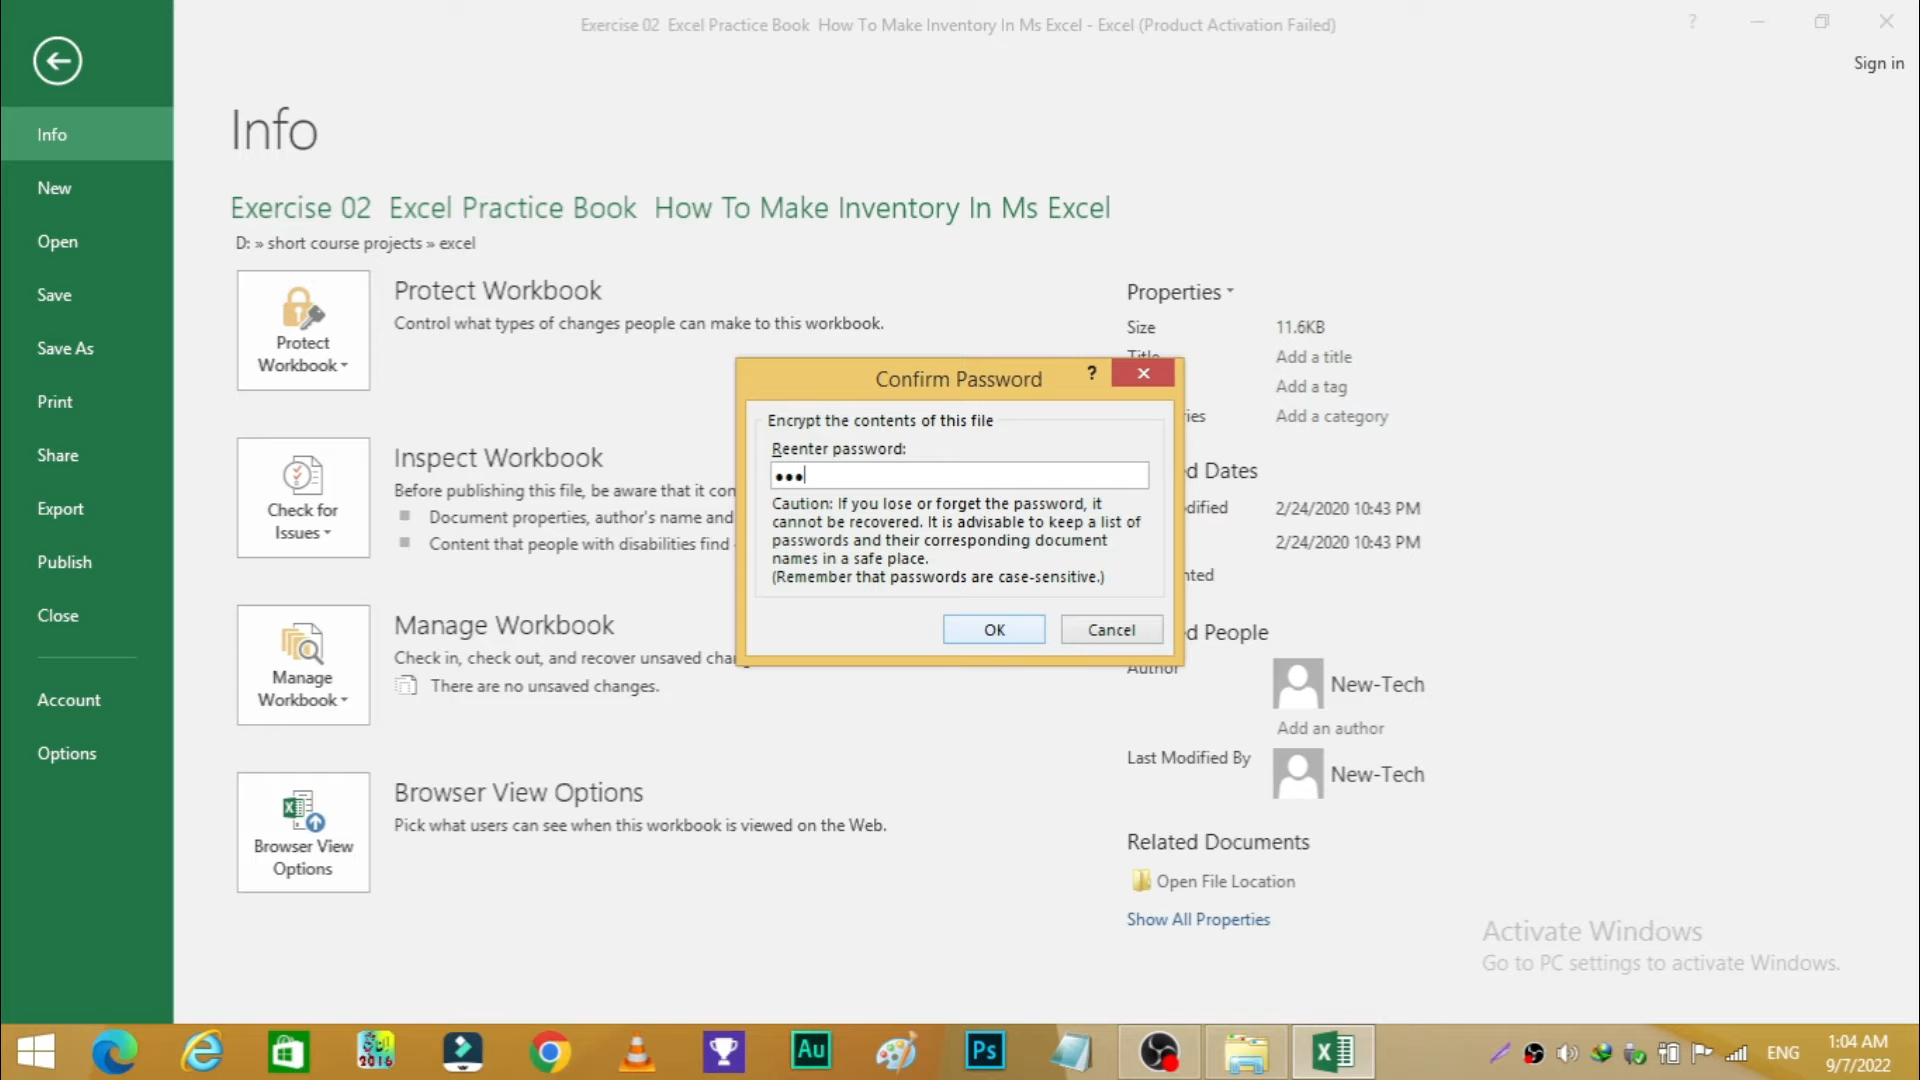 Exercise 02  Excel Practice Book  How To Make Inventory In Ms Excel - Excel (Product Activation Failed)
?
Sign in
Info
New
Open
Save
Save As
Print
Share
Export
Publish
Close
Account
Options
Info
Exercise 02  Excel Practice Book  How To Make Inventory In Ms Excel
D: » short course projects » excel
Protect
Workbook
Protect Workbook
Control what types of changes people can make to this workbook.
Check for
Issues
Inspect Workbook
Before publishing this file, be aware that it con
Document properties, author's name and
Content that people with disabilities find
Manage
Workbook
Manage Workbook
Check in, check out, and recover unsaved chan
There are no unsaved changes.
Browser View
Options
Browser View Options
Pick what users can see when this workbook is viewed on the Web.
Confirm Password
?
Encrypt the contents of this file
Reenter password:
●●●
Caution: If you lose or forget the password, it
cannot be recovered. It is advisable to keep a list of
passwords and their corresponding document
names in a safe place.
(Remember that passwords are case-sensitive.)
OK
Cancel
Properties
Size 11.6KB
Title Add a title
Add a tag
ries Add a category
d Dates
dified 2/24/2020 10:43 PM
2/24/2020 10:43 PM
nted
d People
Author New-Tech
Add an author
Last Modified By New-Tech
Related Documents
Open File Location
Show All Properties
Activate Windows
Go to PC settings to activate Windows.
2016
Au
Ps
ENG
1:04 AM
9/7/2022